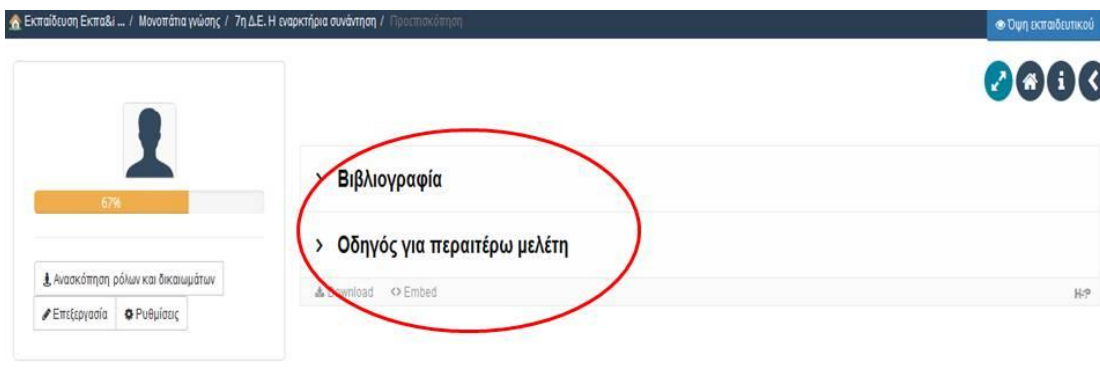 Εκπαίδευση Εκπα&i ... / Μονοπάτια γνώσης / 7η Δ.Ε. Η εναρκτήρια συνάντηση / Προεπισκόπηση
Όψη εκπαιδευτικού
67%
Ανασκόπηση ρόλων και δικαιωμάτων
Επεξεργασία Ρυθμίσεις
Βιβλιογραφία
Οδηγός για περαιτέρω μελέτη
Download <> Embed
H-P